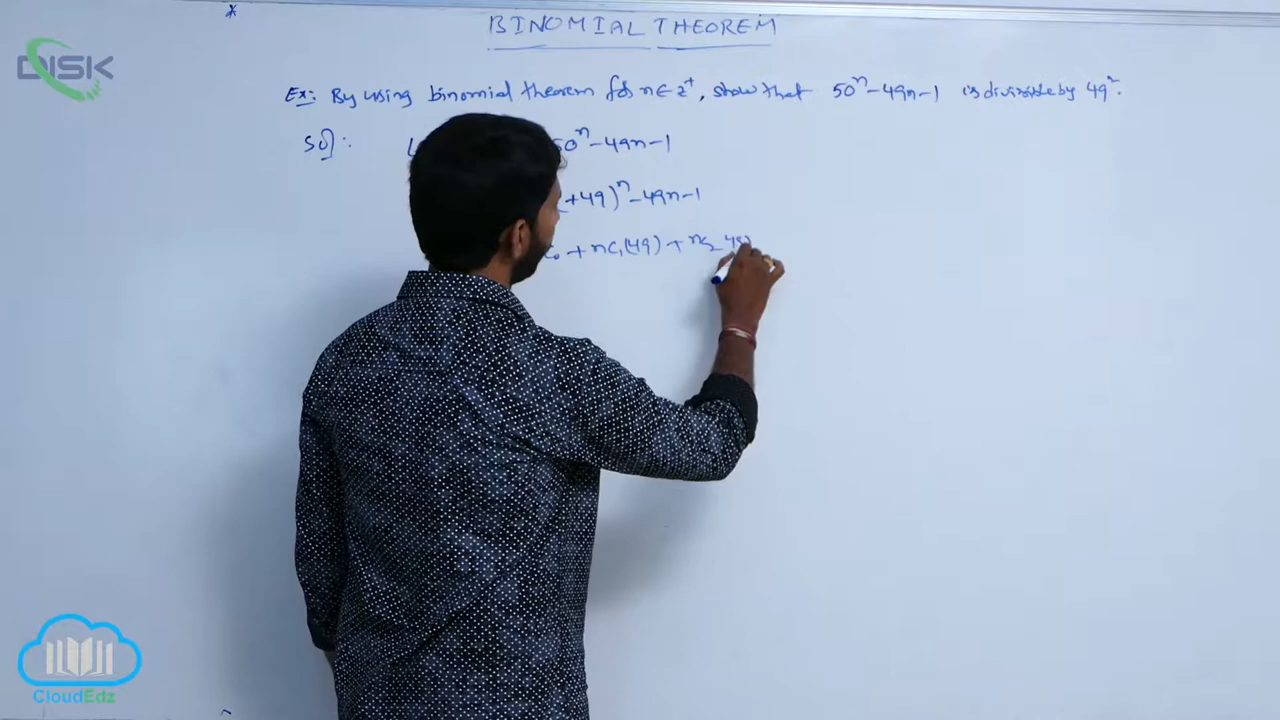 BINOMIAL THEOREM
DISK
Ex:- By using binomial theorem for n∈z⁺, show that 50ⁿ-49n-1 is divisible by 49².
Sol:
50ⁿ-49n-1
+49)ⁿ-49n-1
+ nC₁(49) + nC₂ 49
CloudEdz